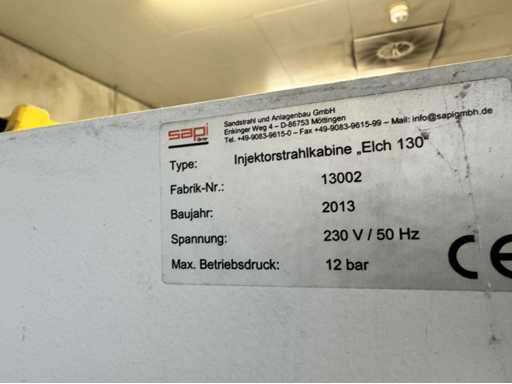 sapi
Sandstrahl und Anlagenbau GmbH
Enkinger Weg 4 – D-86753 Möttingen
Tel. +49-9083-9615-0 – Fax +49-9083-9615-99 – Mail: info@sapigmbh.de
Type: Injektorstrahlkabine „Elch 130"
Fabrik-Nr.: 13002
Baujahr: 2013
Spannung: 230 V / 50 Hz
Max. Betriebsdruck: 12 bar
CE